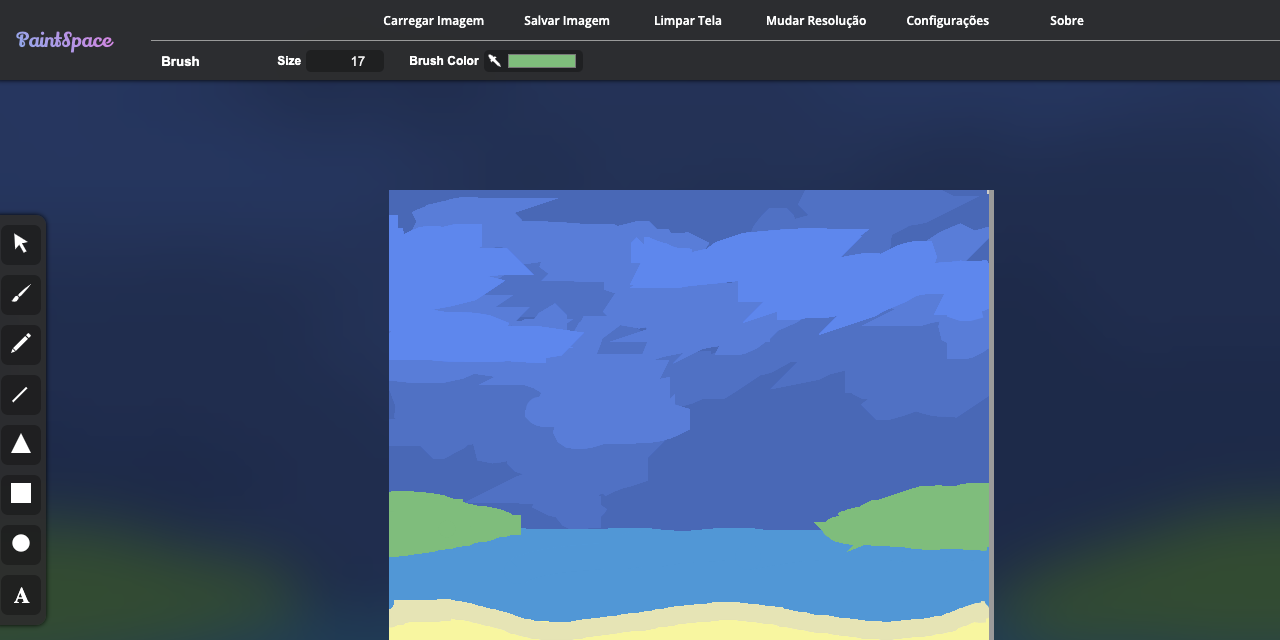 PaintSpace
Carregar Imagem Salvar Imagem Limpar Tela Mudar Resolução Configurações Sobre
Brush Size 17 Brush Color
A